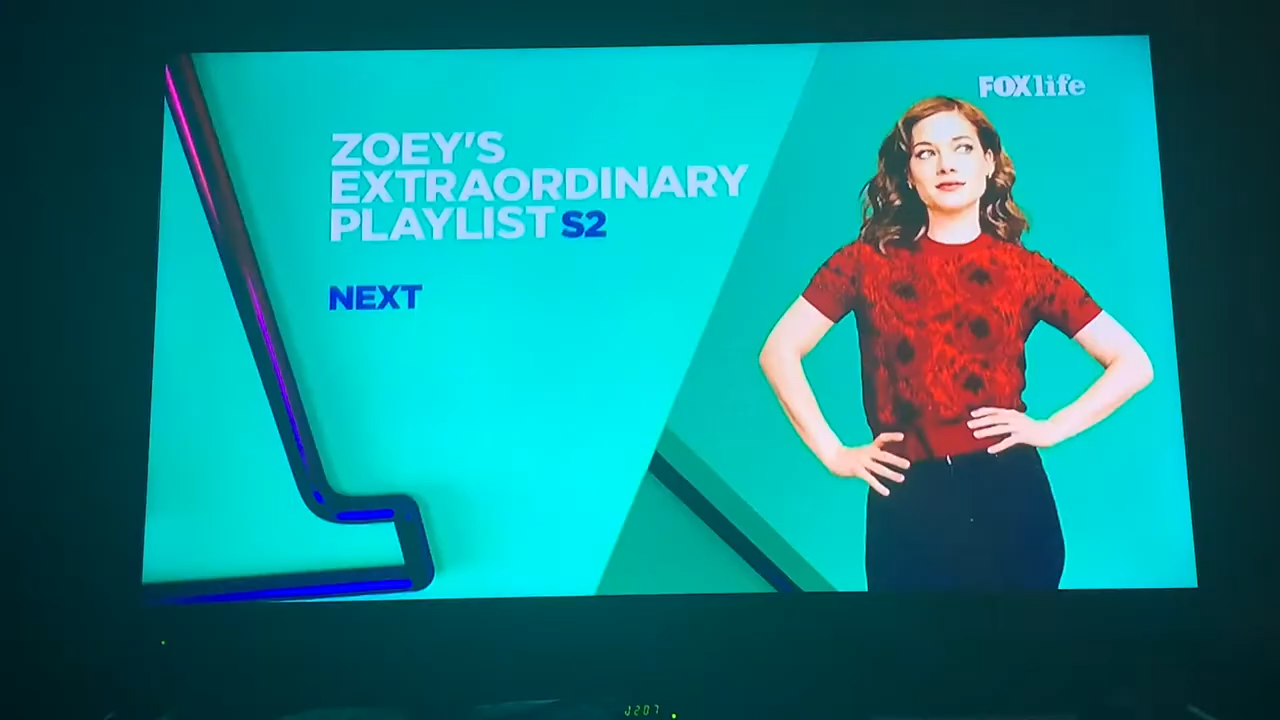 FOXlife
ZOEY'S
EXTRAORDINARY
PLAYLIST S2
NEXT